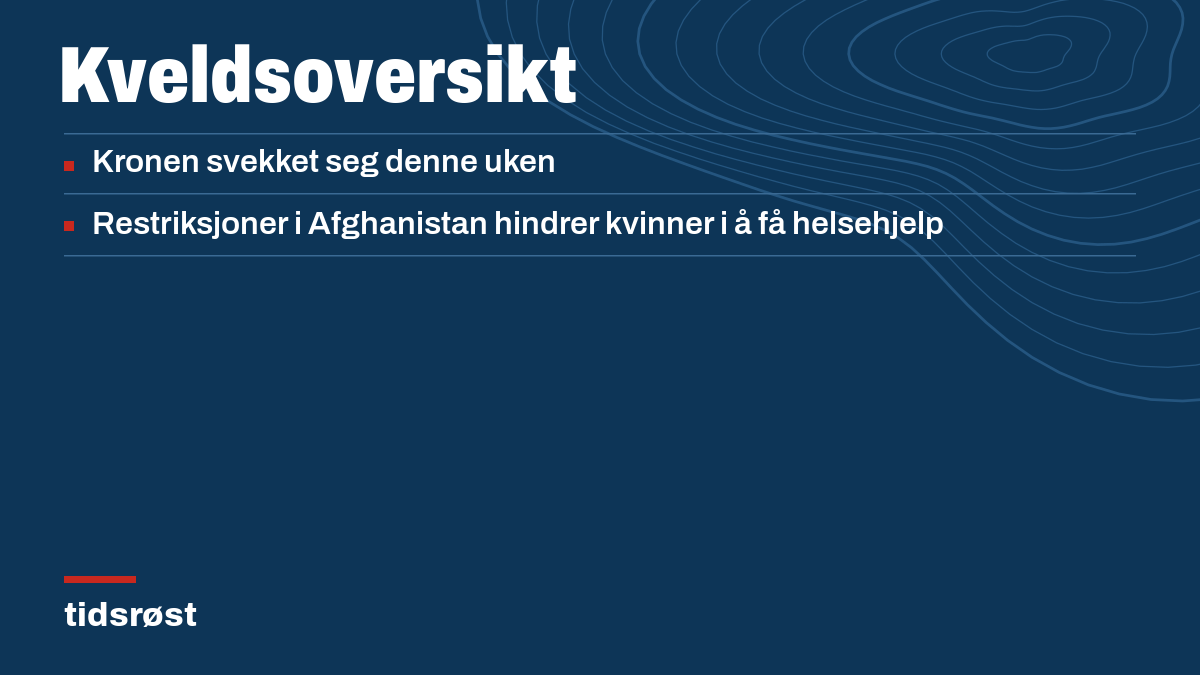 Kveldsoversikt
Kronen svekket seg denne uken
Restriksjoner i Afghanistan hindrer kvinner i å få helsehjelp
tidsrøst